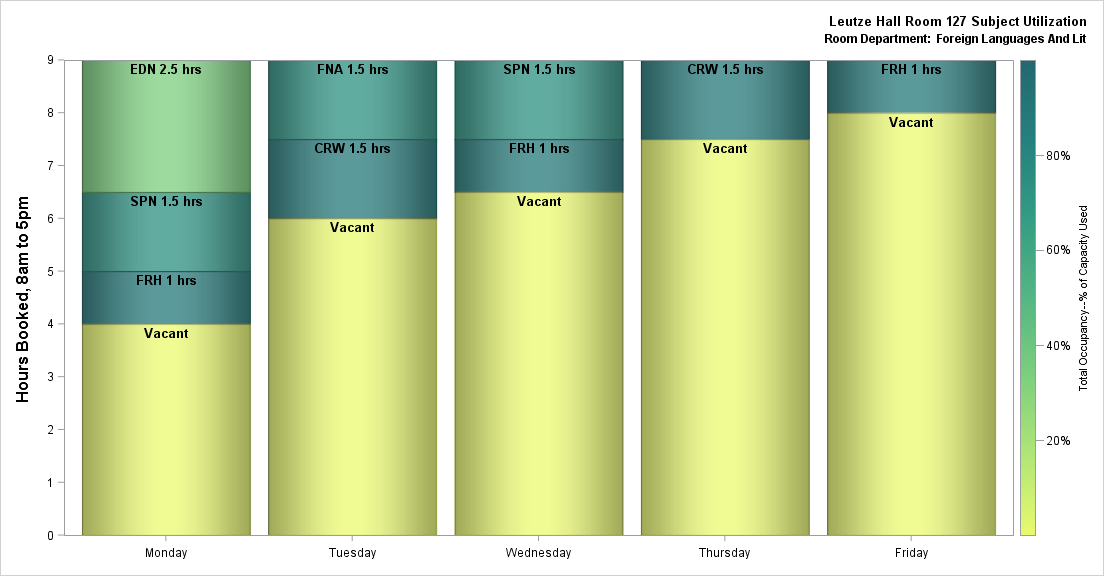 Leutze Hall Room 127 Subject Utilization
Room Department: Foreign Languages And Lit
Hours Booked, 8am to 5pm
9
8
7
6
5
4
3
2
1
0
EDN 2.5 hrs
SPN 1.5 hrs
FRH 1 hrs
Vacant
FNA 1.5 hrs
CRW 1.5 hrs
Vacant
SPN 1.5 hrs
FRH 1 hrs
Vacant
CRW 1.5 hrs
Vacant
FRH 1 hrs
Vacant
Monday
Tuesday
Wednesday
Thursday
Friday
80%
60%
40%
20%
Total Occupancy--% of Capacity Used